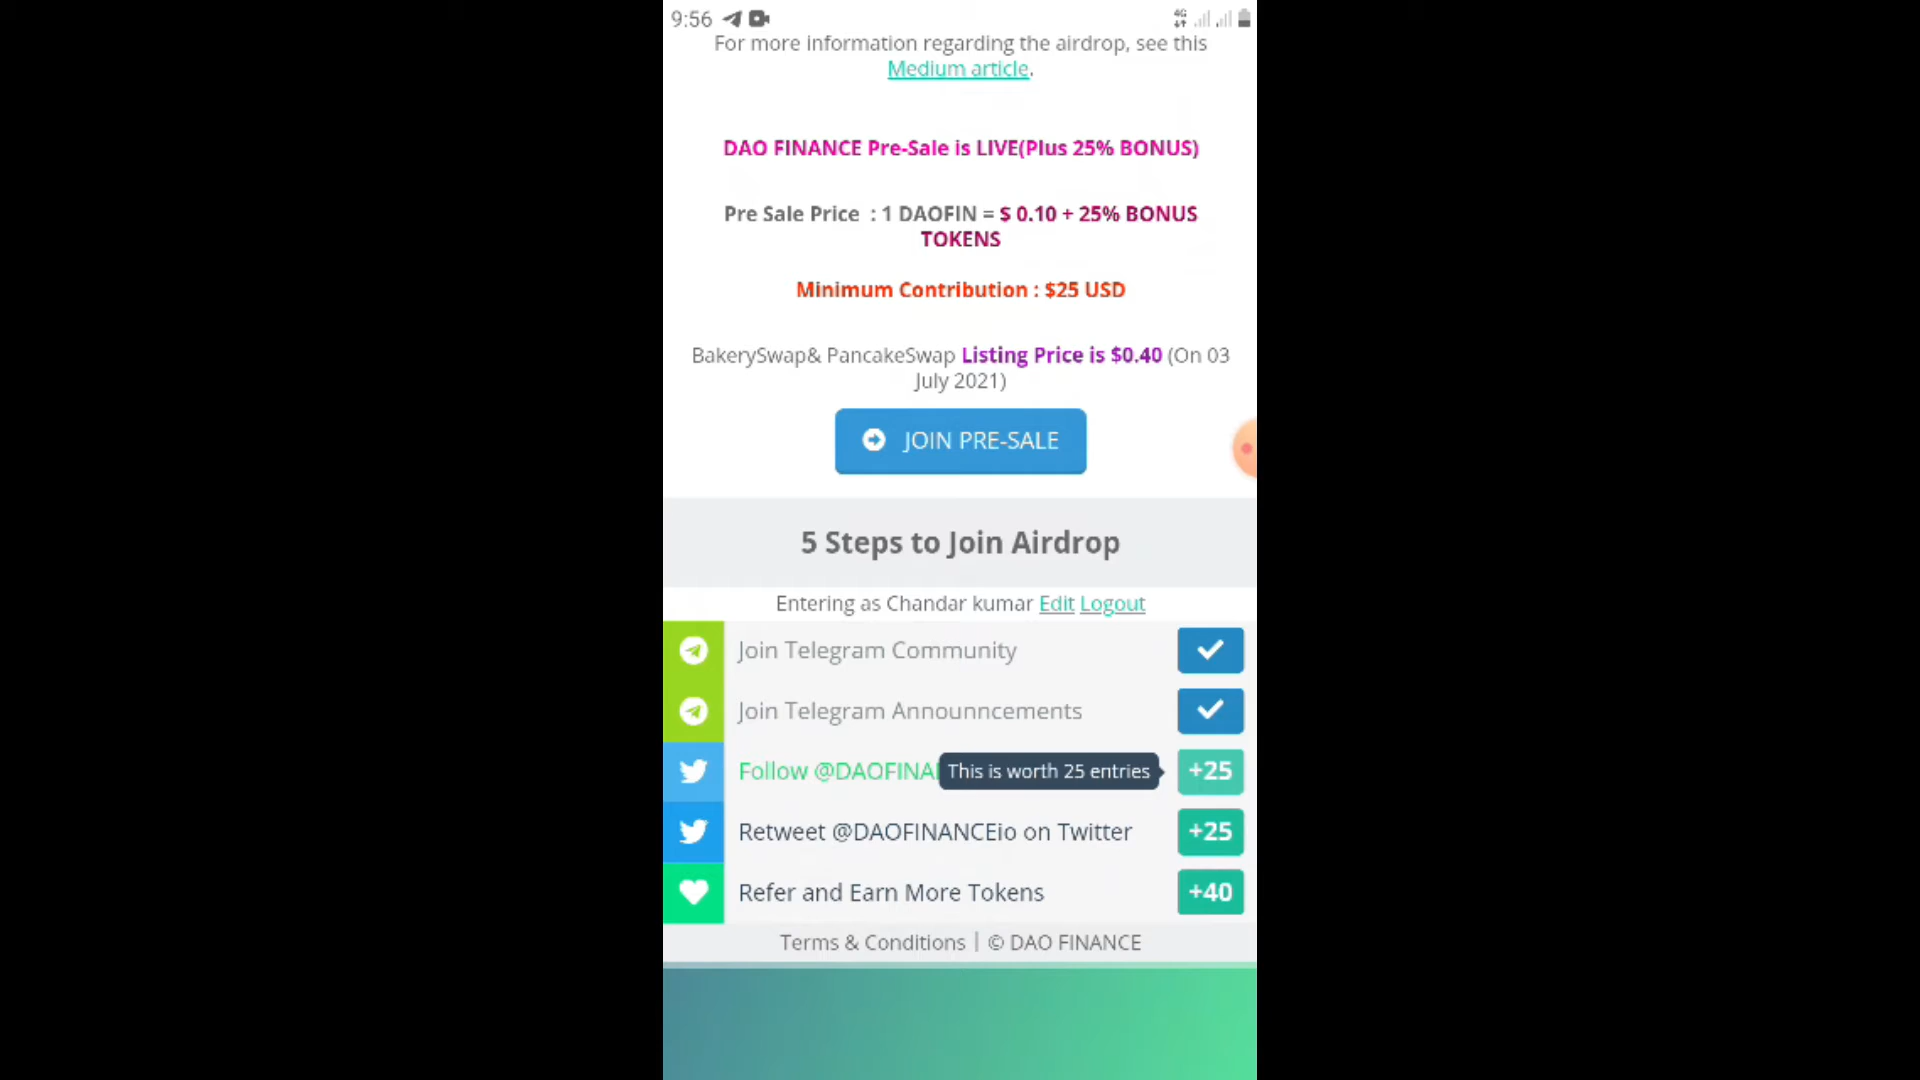 9:56
4G
For more information regarding the airdrop, see this
Medium article.
DAO FINANCE Pre-Sale is LIVE(Plus 25% BONUS)
Pre Sale Price : 1 DAOFIN = $ 0.10 + 25% BONUS
TOKENS
Minimum Contribution : $25 USD
BakerySwap& PancakeSwap Listing Price is $0.40 (On 03
July 2021)
JOIN PRE-SALE
5 Steps to Join Airdrop
Entering as Chandar kumar Edit Logout
Join Telegram Community
Join Telegram Announncements
Follow @DAOFINA This is worth 25 entries +25
Retweet @DAOFINANCEio on Twitter +25
Refer and Earn More Tokens +40
Terms & Conditions | © DAO FINANCE